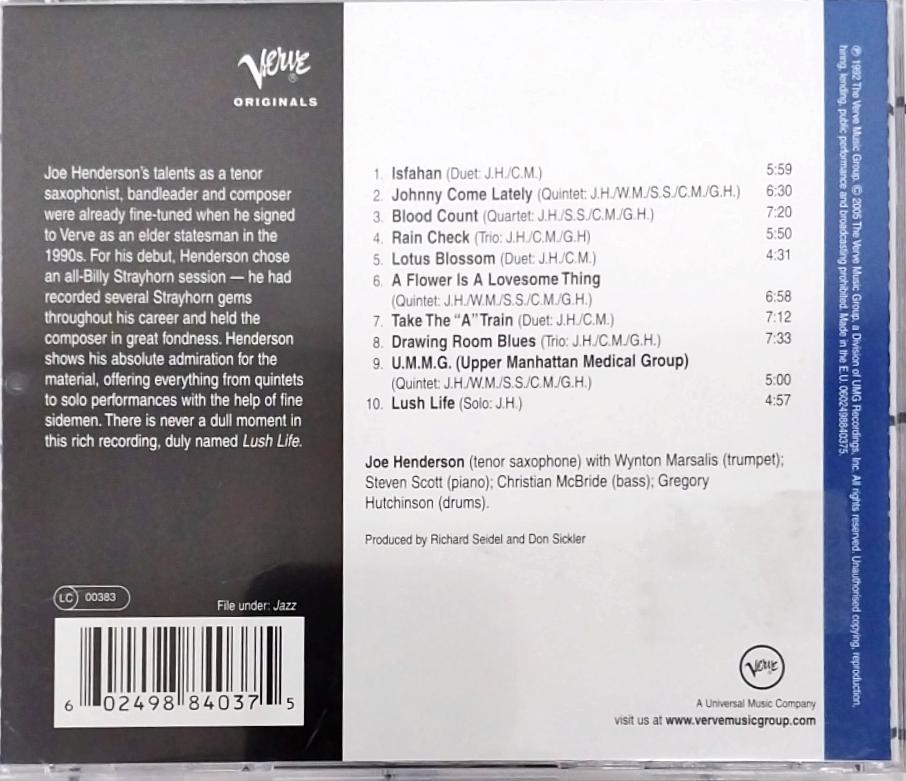 Verve
ORIGINALS
Joe Henderson's talents as a tenor
saxophonist, bandleader and composer
were already fine-tuned when he signed
to Verve as an elder statesman in the
1990s. For his debut, Henderson chose
an all-Billy Strayhorn session — he had
recorded several Strayhorn gems
throughout his career and held the
composer in great fondness. Henderson
shows his absolute admiration for the
material, offering everything from quintets
to solo performances with the help of fine
sidemen. There is never a dull moment in
this rich recording, duly named Lush Life.
LC 00383
File under: Jazz
6 02498 84037 5
1. Isfahan (Duet: J.H./C.M.) 5:59
2. Johnny Come Lately (Quintet: J.H./W.M./S.S./C.M./G.H.) 6:30
3. Blood Count (Quartet: J.H./S.S./C.M./G.H.) 7:20
4. Rain Check (Trio: J.H./C.M./G.H) 5:50
5. Lotus Blossom (Duet: J.H./C.M.) 4:31
6. A Flower Is A Lovesome Thing
(Quintet: J.H./W.M./S.S./C.M./G.H.) 6:58
7. Take The “A” Train (Duet: J.H./C.M.) 7:12
8. Drawing Room Blues (Trio: J.H./C.M./G.H.) 7:33
9. U.M.M.G. (Upper Manhattan Medical Group)
(Quintet: J.H./W.M./S.S./C.M./G.H.) 5:00
10. Lush Life (Solo: J.H.) 4:57
Joe Henderson (tenor saxophone) with Wynton Marsalis (trumpet);
Steven Scott (piano); Christian McBride (bass); Gregory
Hutchinson (drums).
Produced by Richard Seidel and Don Sickler
Verve
A Universal Music Company
visit us at www.vervemusicgroup.com
℗ 1992 The Verve Music Group. © 2005 The Verve Music Group, a Division of UMG Recordings, Inc. All rights reserved. Unauthorised copying, reproduction,
hiring, lending, public performance and broadcasting prohibited. Made in the E.U. 0602498840375.